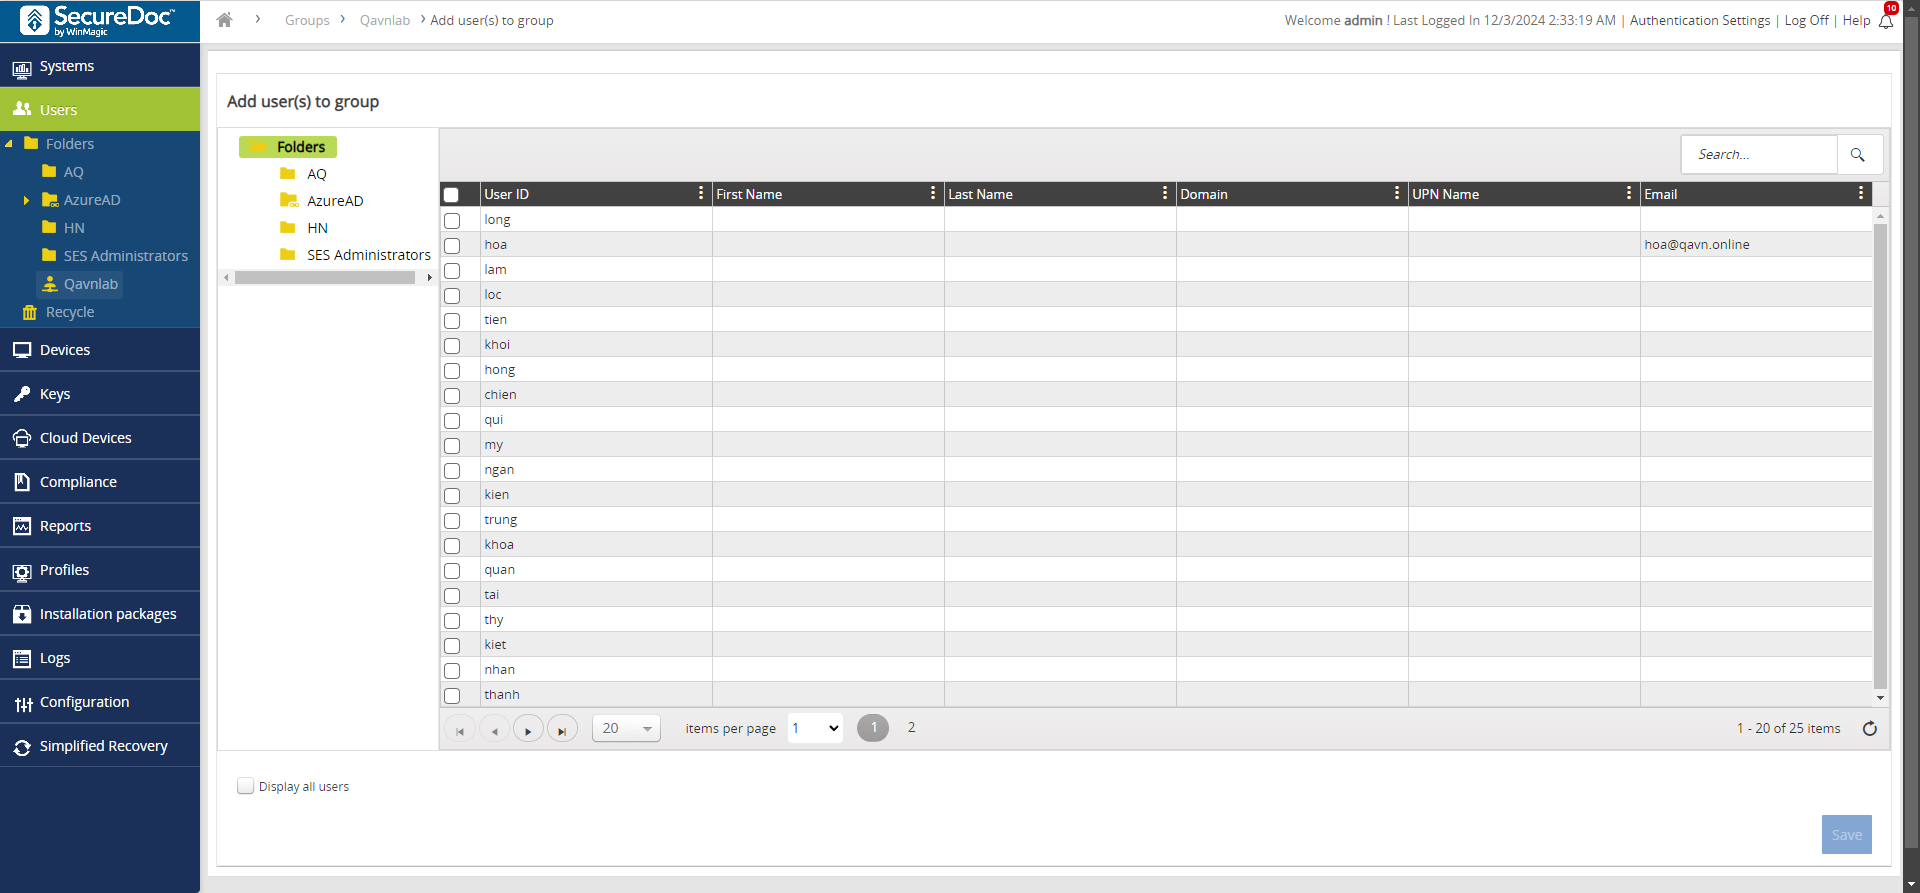 SecureDoc™
by WinMagic
Groups
Qavnlab
Add user(s) to group
Welcome admin ! Last Logged In 12/3/2024 2:33:19 AM | Authentication Settings | Log Off | Help
10
Systems
Users
Folders
AQ
AzureAD
HN
SES Administrators
Qavnlab
Recycle
Devices
Keys
Cloud Devices
Compliance
Reports
Profiles
Installation packages
Logs
Configuration
Simplified Recovery
Add user(s) to group
Folders
AQ
AzureAD
HN
SES Administrators
Search...
User ID First Name Last Name Domain UPN Name Email
long
hoa hoa@qavn.online
lam
loc
tien
khoi
hong
chien
qui
my
ngan
kien
trung
khoa
quan
tai
thy
kiet
nhan
thanh
20 items per page 1 1 2 1 - 20 of 25 items
Display all users
Save